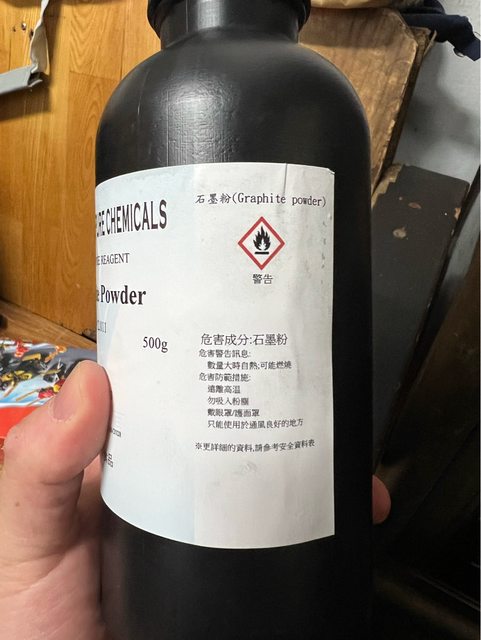 CHEMICALS
REAGENT
Powder
500g
石墨粉(Graphite powder)
警告
危害成分:石墨粉
危害警告訊息:
數量大時自熱;可能燃燒
危害防範措施:
遠離高溫
勿吸入粉塵
戴眼罩/護面罩
只能使用於通風良好的地方
※更詳細的資料,請參考安全資料表